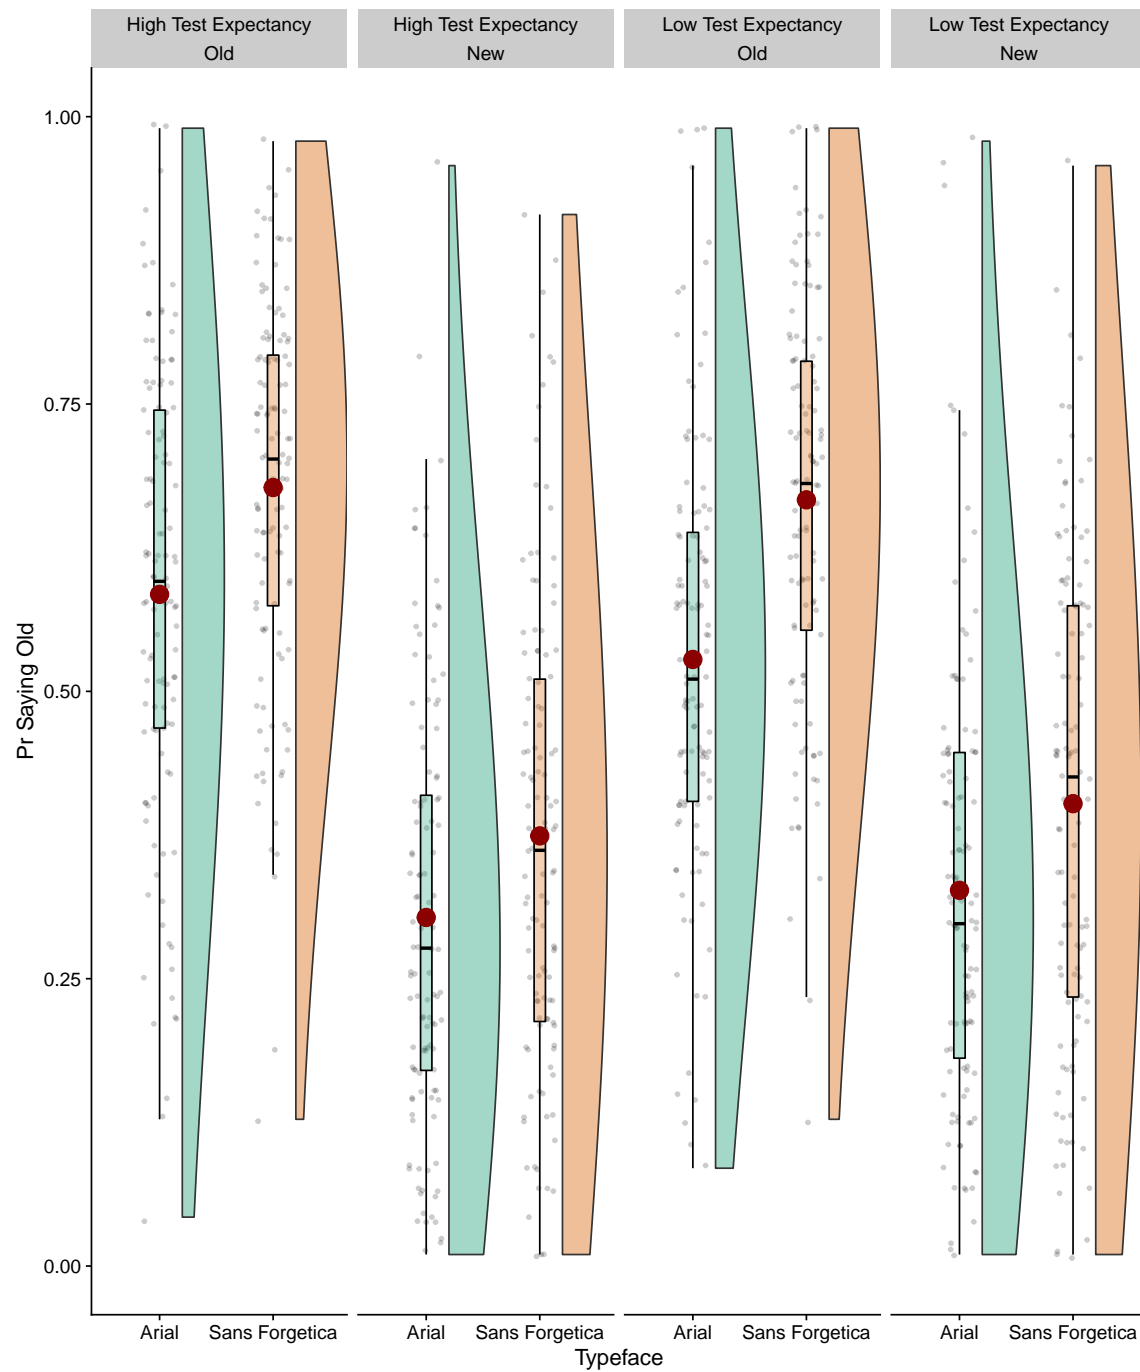 High Test Expectancy
Old
High Test Expectancy
New
Low Test Expectancy
Old
Low Test Expectancy
New
Pr Saying Old
1.00
0.75
0.50
0.25
0.00
Arial
Sans Forgetica
Arial
Sans Forgetica
Arial
Sans Forgetica
Arial
Sans Forgetica
Typeface